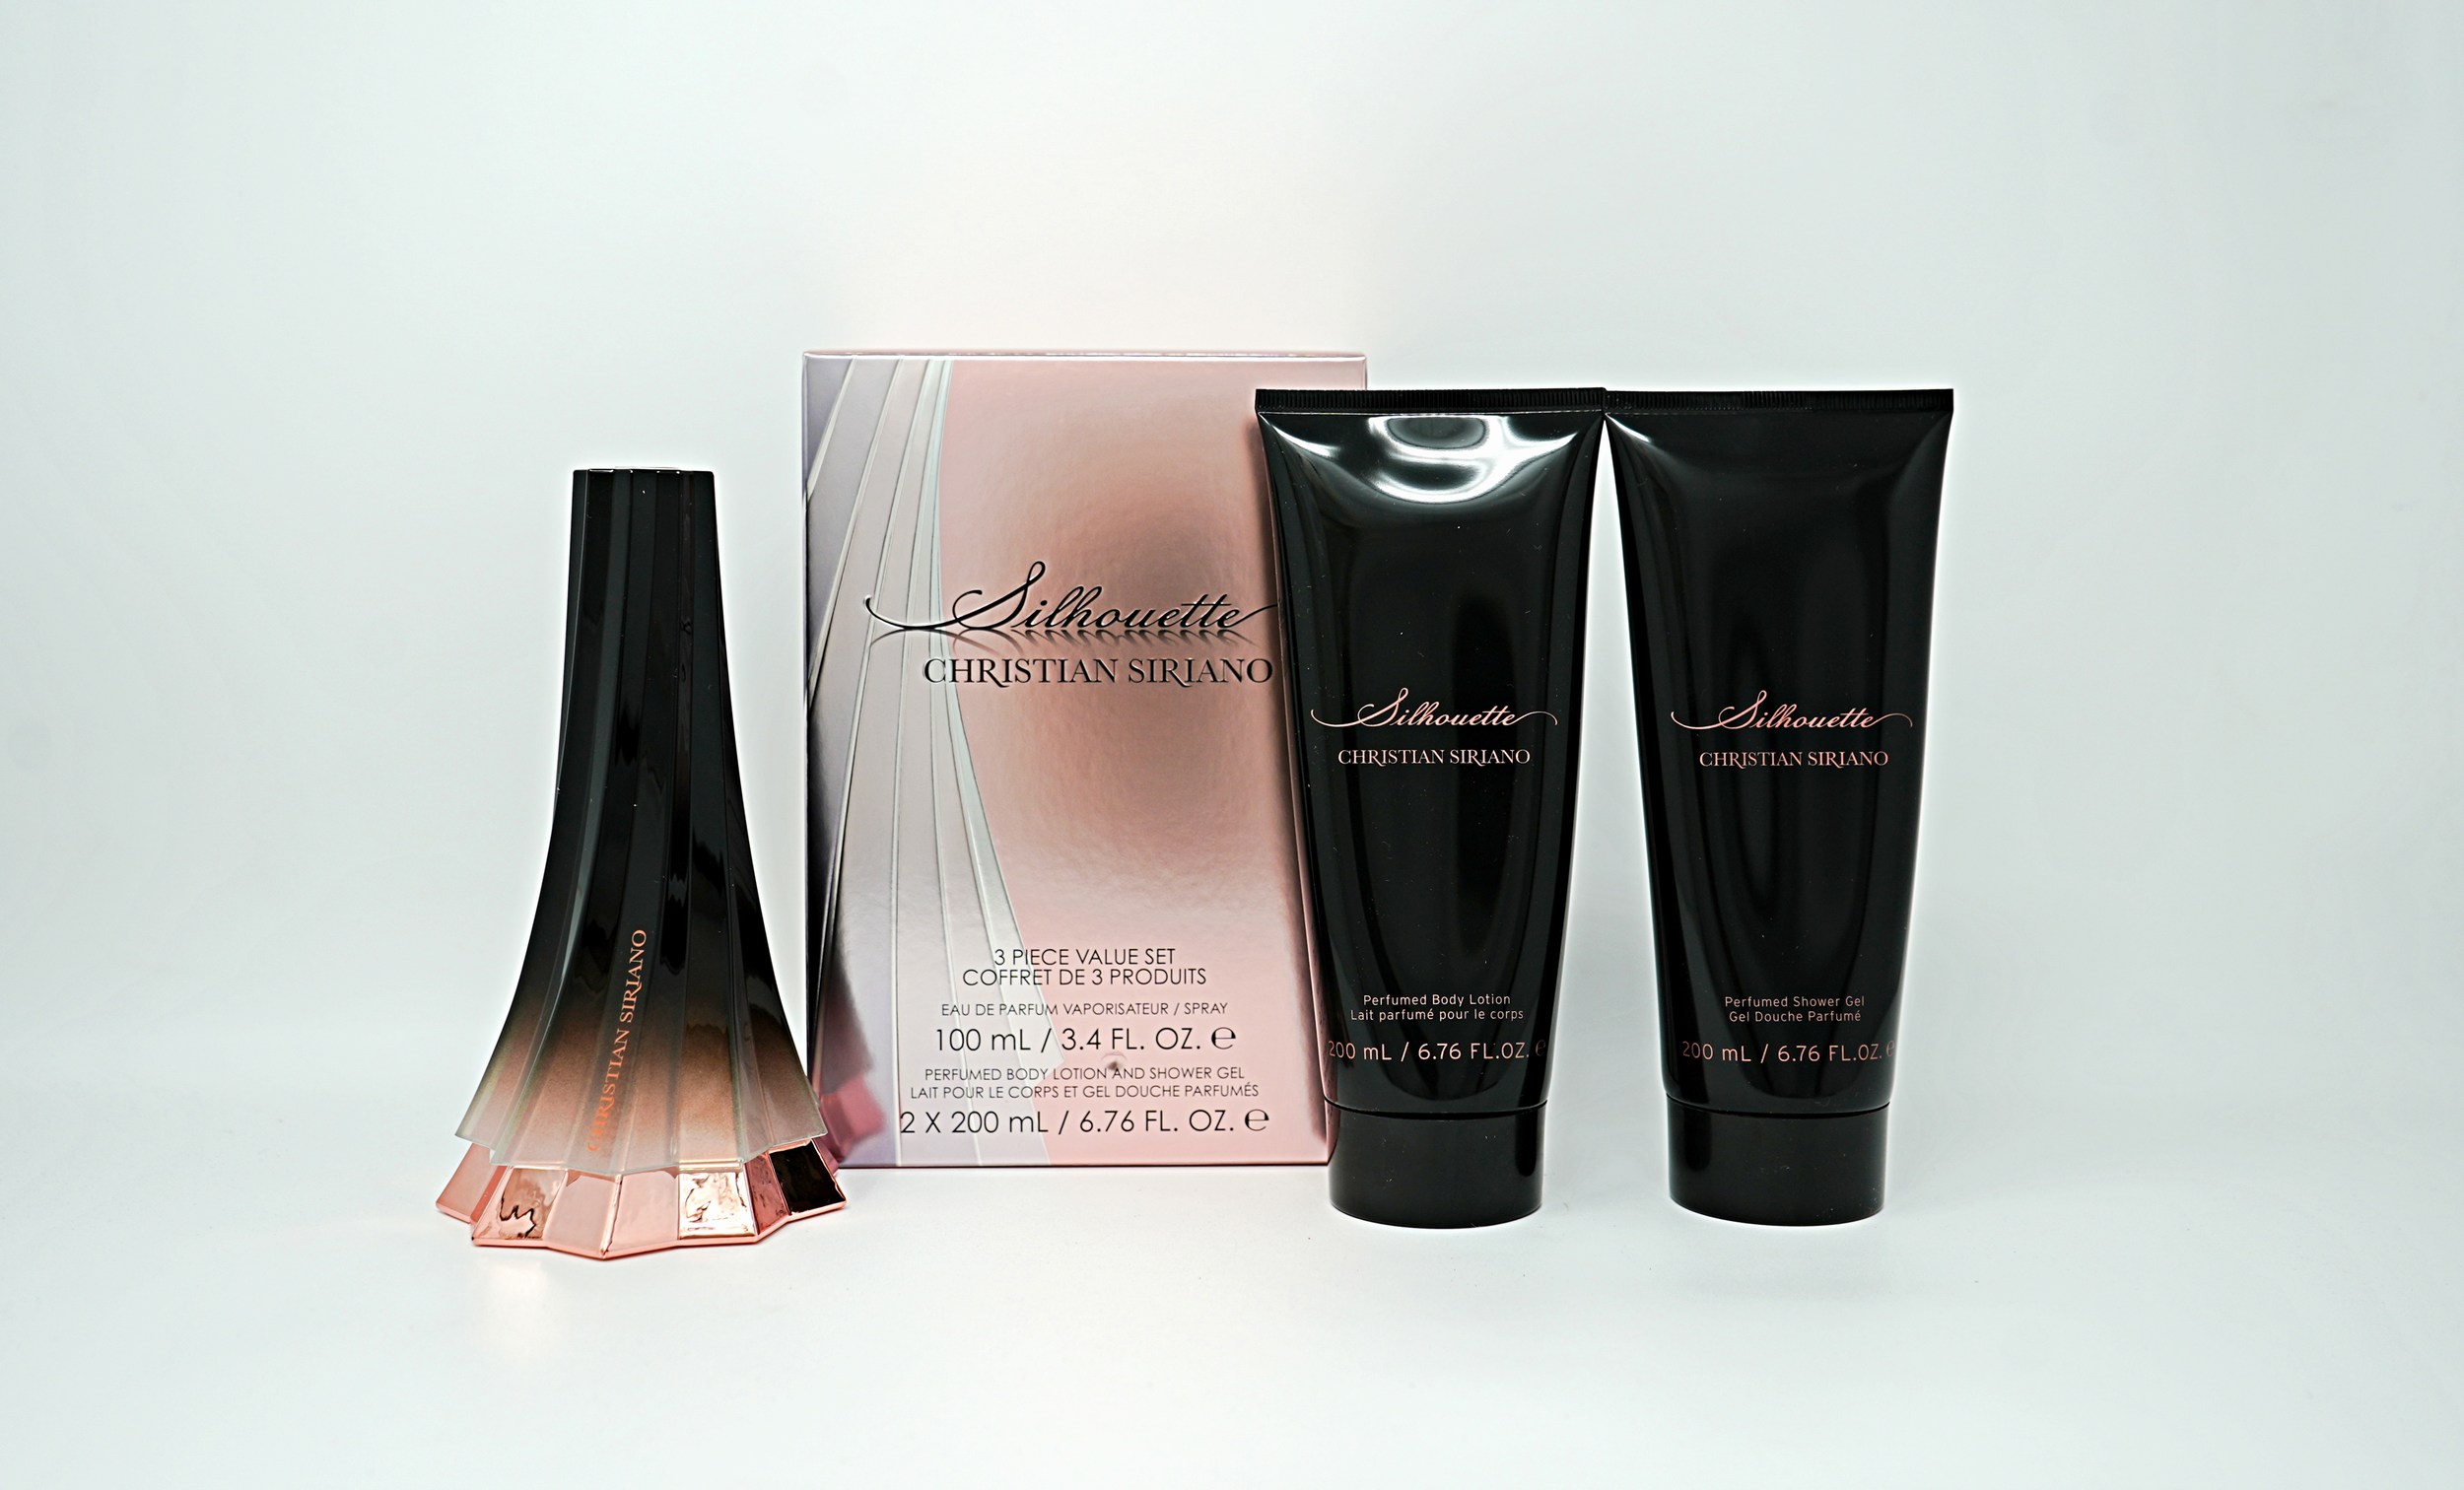 CHRISTIAN SIRIANO
Silhouette
CHRISTIAN SIRIANO
3 PIECE VALUE SET
COFFRET DE 3 PRODUITS
EAU DE PARFUM VAPORISATEUR / SPRAY
100 mL / 3.4 FL. OZ. ℮
PERFUMED BODY LOTION AND SHOWER GEL
LAIT POUR LE CORPS ET GEL DOUCHE PARFUMÉS
2 X 200 mL / 6.76 FL. OZ. ℮
Silhouette
CHRISTIAN SIRIANO
Perfumed Body Lotion
Lait parfumé pour le corps
200 mL / 6.76 FL.OZ. ℮
Silhouette
CHRISTIAN SIRIANO
Perfumed Shower Gel
Gel Douche Parfumé
200 mL / 6.76 FL.OZ. ℮